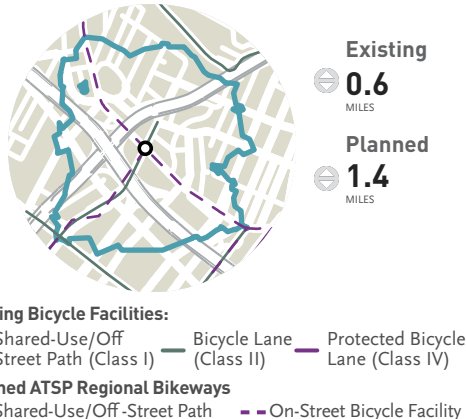 Existing
0.6
MILES
Planned
1.4
MILES
ing Bicycle Facilities:
Shared-Use/Off Bicycle Lane Protected Bicycle
Street Path (Class I) (Class II) Lane (Class IV)
ned ATSP Regional Bikeways
Shared-Use/Off-Street Path On-Street Bicycle Facility